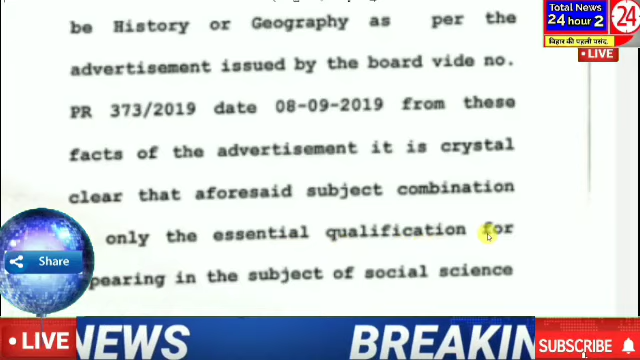 be History or Geography as per the
advertisement issued by the board vide no.
PR 373/2019 date 08-09-2019 from these
facts of the advertisement it is crystal
clear that aforesaid subject combination
only the essential qualification for
pearing in the subject of social science
Total News
24 hour 2
24
बिहार की पहली पसंद.
LIVE
Share
LIVE
NEWS
BREAKIN
SUBSCRIBE